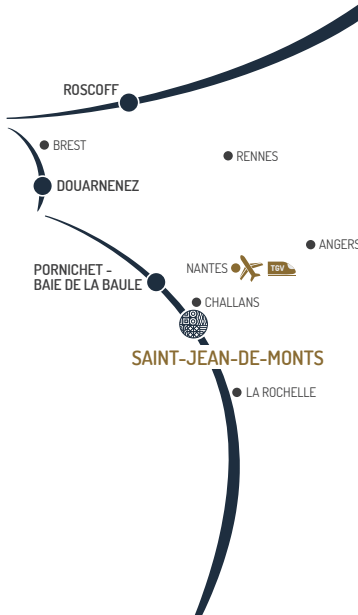 ROSCOFF
BREST
RENNES
DOUARNENEZ
ANGERS
PORNICHET -
BAIE DE LA BAULE
NANTES
TGV
CHALLANS
SAINT-JEAN-DE-MONTS
LA ROCHELLE